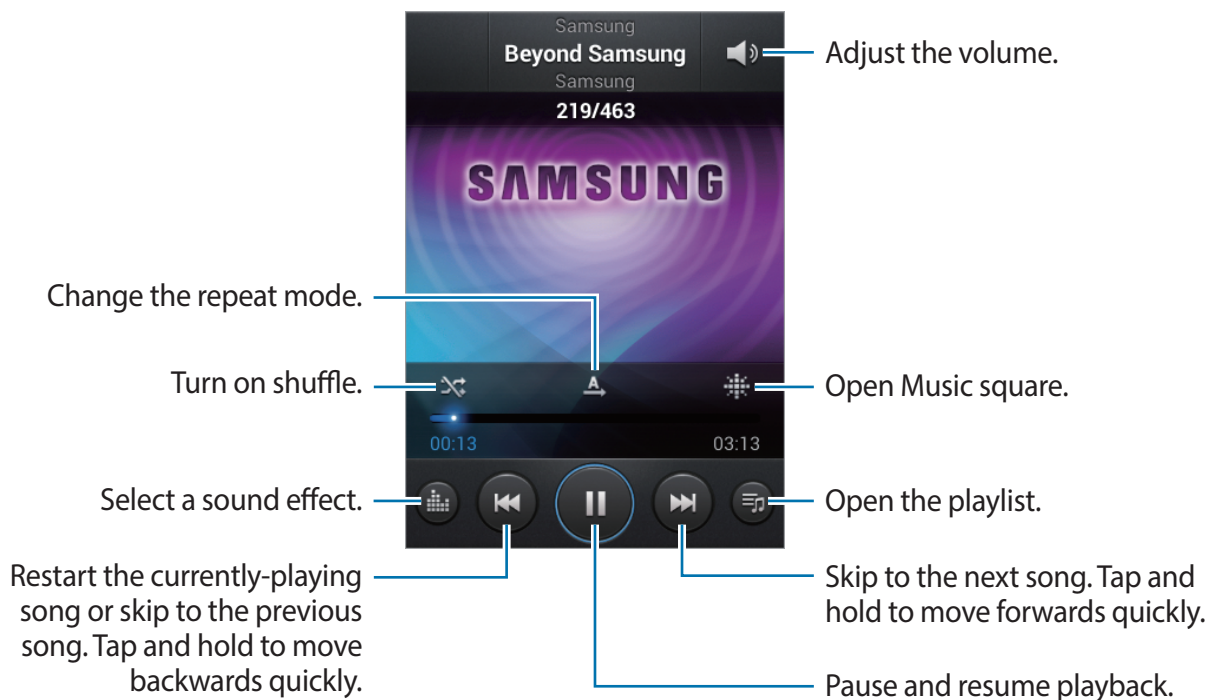 Samsung
Beyond Samsung
Samsung
219/463
SAMSUNG
Adjust the volume.
Change the repeat mode.
Turn on shuffle.
A
Open Music square.
00:13
03:13
Select a sound effect.
Open the playlist.
Restart the currently-playing
song or skip to the previous
song. Tap and hold to move
backwards quickly.
Skip to the next song. Tap and
hold to move forwards quickly.
Pause and resume playback.